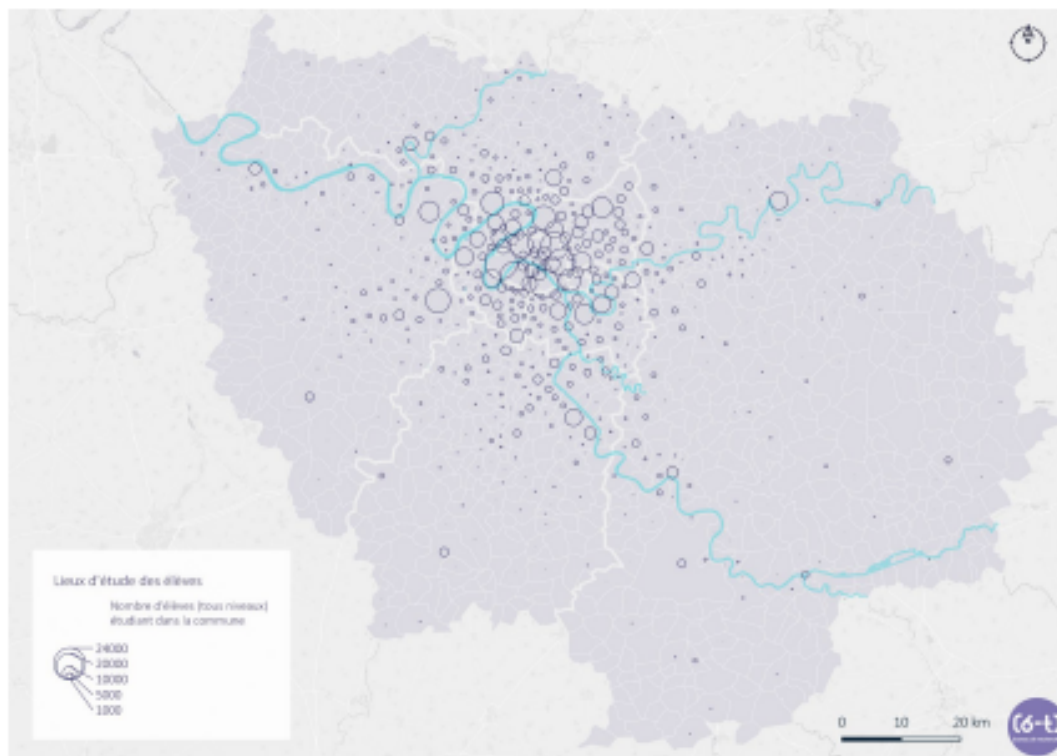 Lieux d'étude des élèves
Nombre d'élèves (tous niveaux)
étudiant dans la commune
24000
20000
10000
5000
1000
0 10 20 km
(6-t)